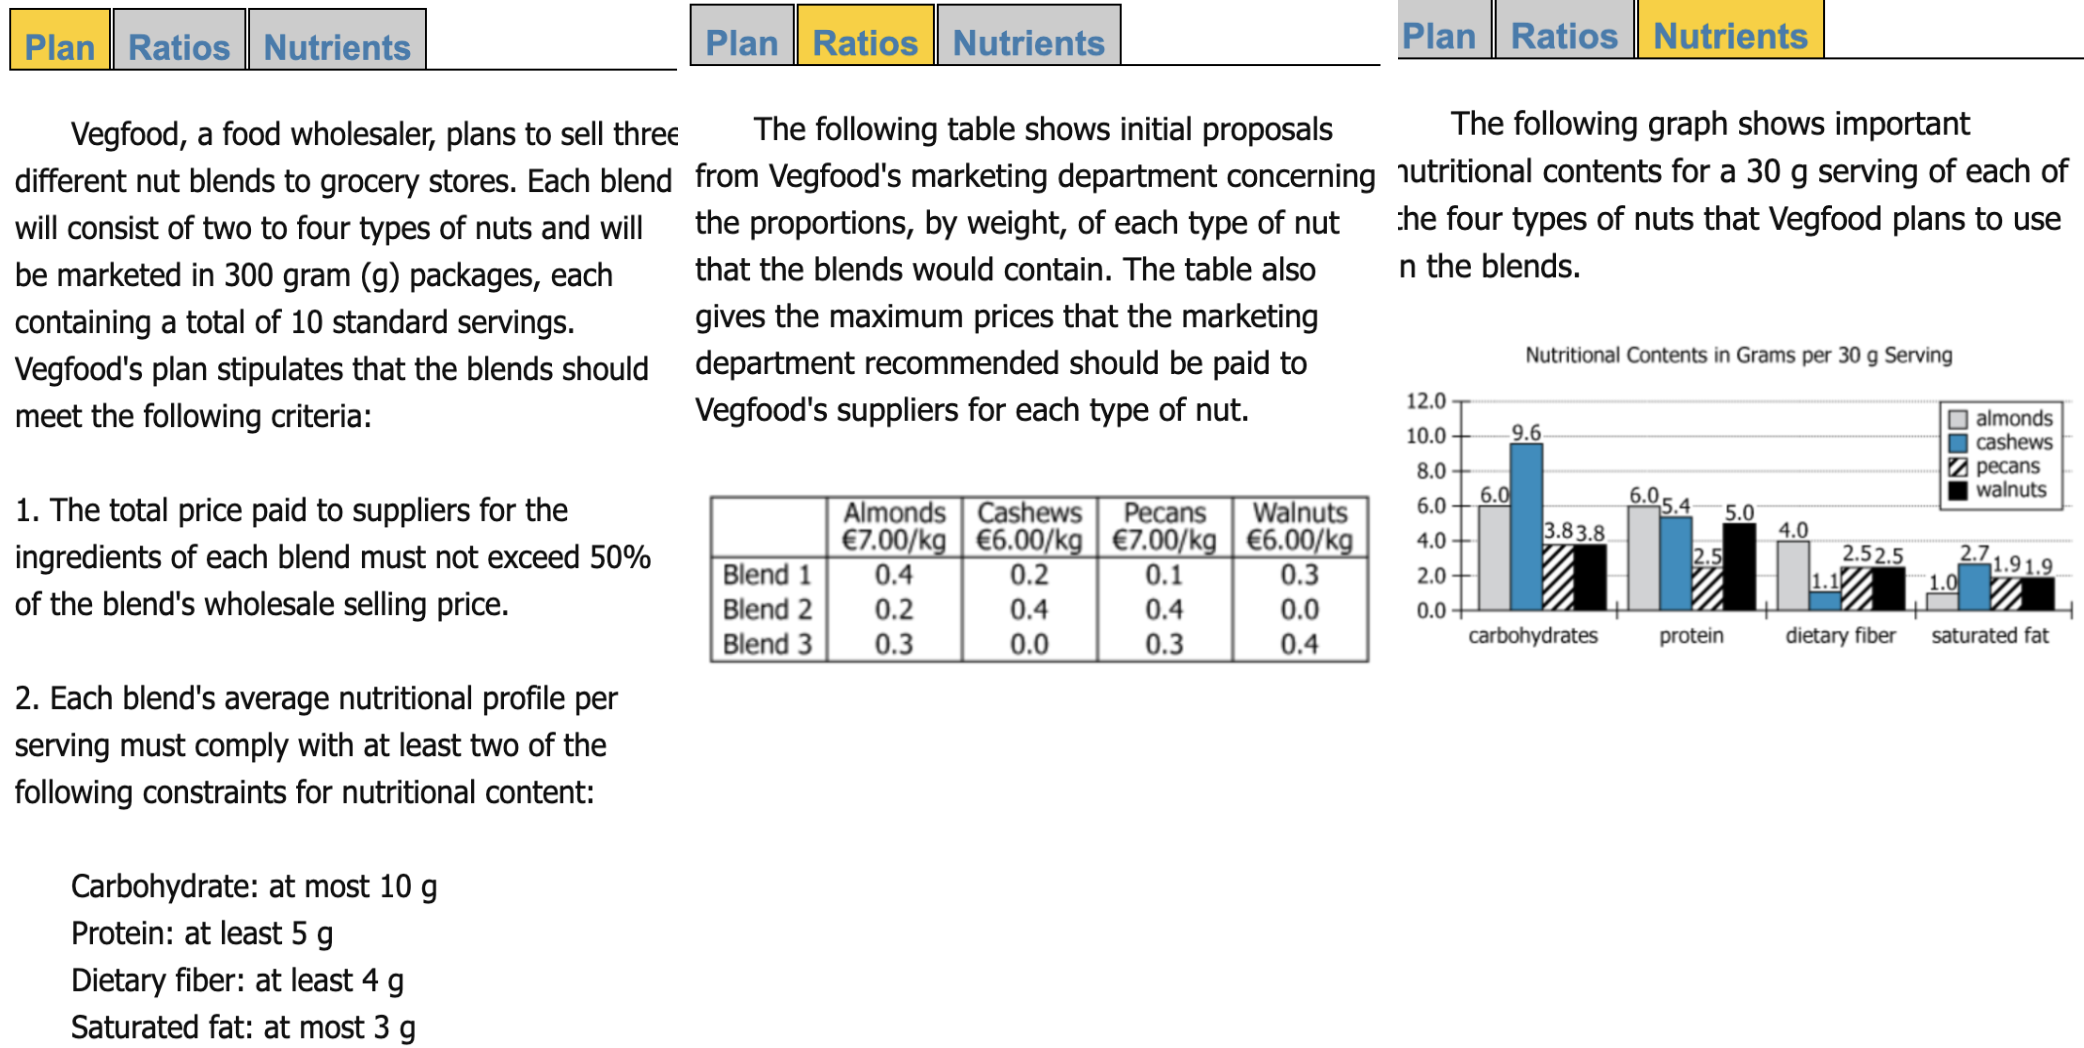 Plan Ratios Nutrients
Vegfood, a food wholesaler, plans to sell three
different nut blends to grocery stores. Each blend
will consist of two to four types of nuts and will
be marketed in 300 gram (g) packages, each
containing a total of 10 standard servings.
Vegfood's plan stipulates that the blends should
meet the following criteria:
1. The total price paid to suppliers for the
ingredients of each blend must not exceed 50%
of the blend's wholesale selling price.
2. Each blend's average nutritional profile per
serving must comply with at least two of the
following constraints for nutritional content:
Carbohydrate: at most 10 g
Protein: at least 5 g
Dietary fiber: at least 4 g
Saturated fat: at most 3 g
Plan Ratios Nutrients
The following table shows initial proposals
from Vegfood's marketing department concerning
the proportions, by weight, of each type of nut
that the blends would contain. The table also
gives the maximum prices that the marketing
department recommended should be paid to
Vegfood's suppliers for each type of nut.
Almonds Cashews Pecans Walnuts
€7.00/kg €6.00/kg €7.00/kg €6.00/kg
Blend 1 0.4 0.2 0.1 0.3
Blend 2 0.2 0.4 0.4 0.0
Blend 3 0.3 0.0 0.3 0.4
Plan Ratios Nutrients
The following graph shows important
nutritional contents for a 30 g serving of each of
the four types of nuts that Vegfood plans to use
n the blends.
Nutritional Contents in Grams per 30 g Serving
12.0
10.0
8.0
6.0
4.0
2.0
0.0
6.0 9.6 3.8 3.8
6.0 5.4 2.5 5.0
4.0 1.1 2.5 2.5
1.0 2.7 1.9 1.9
almonds
cashews
pecans
walnuts
carbohydrates protein dietary fiber saturated fat